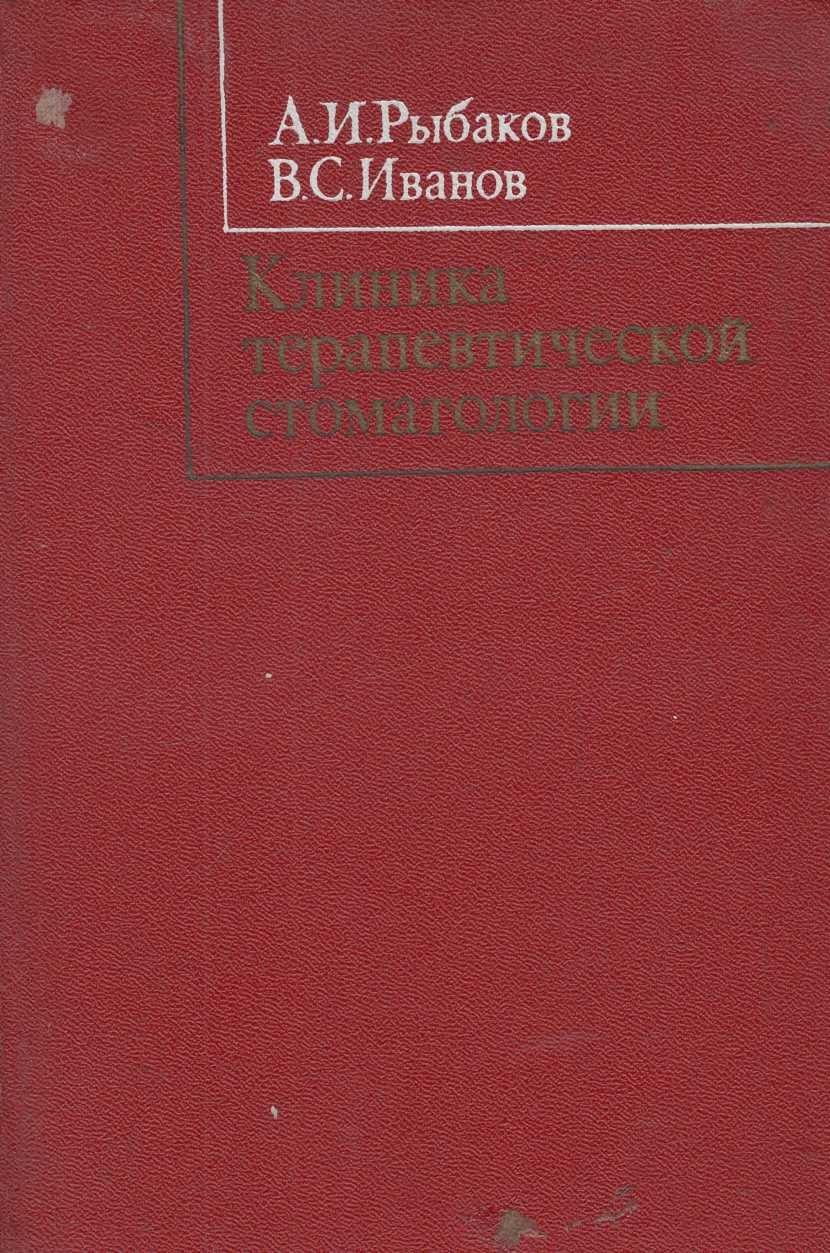 А.И.Рыбаков
В.С.Иванов
Клиника
терапевтической
стоматологии